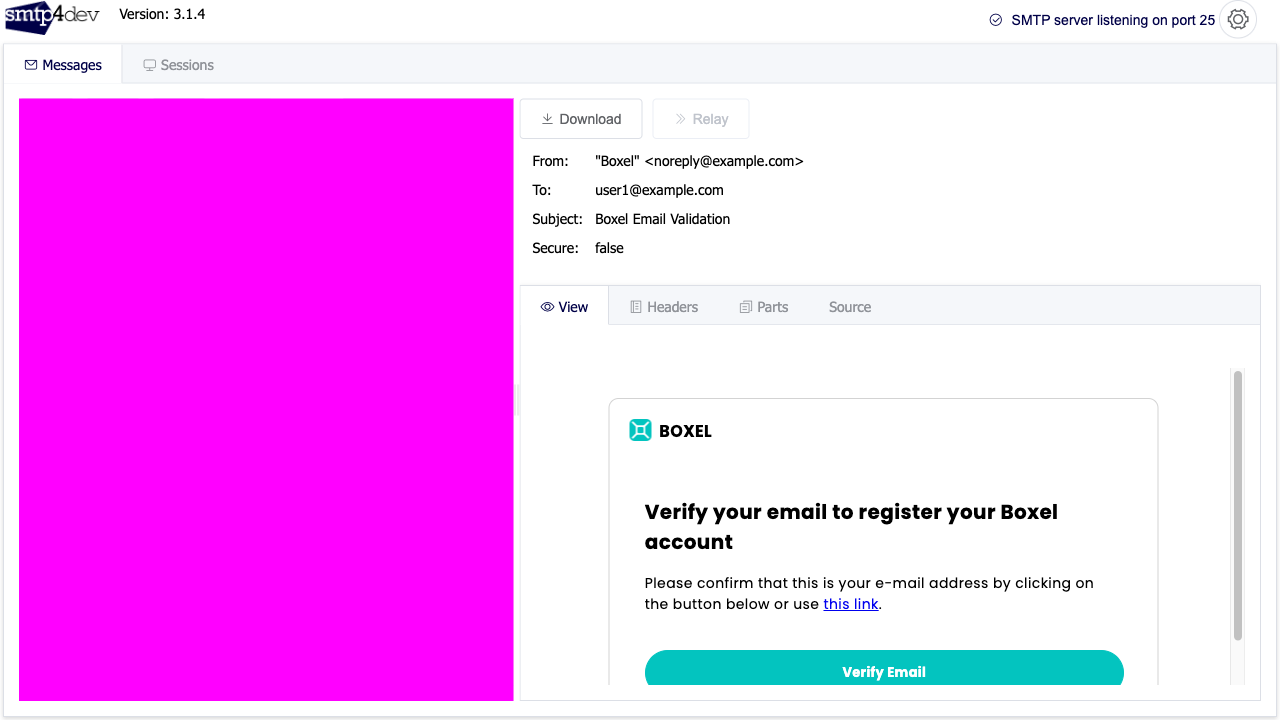 smtp4dev
Version: 3.1.4
SMTP server listening on port 25
Messages
Sessions
Download
Relay
From: "Boxel" <noreply@example.com>
To: user1@example.com
Subject: Boxel Email Validation
Secure: false
View
Headers
Parts
Source
BOXEL
Verify your email to register your Boxel
account
Please confirm that this is your e-mail address by clicking on
the button below or use this link.
Verify Email